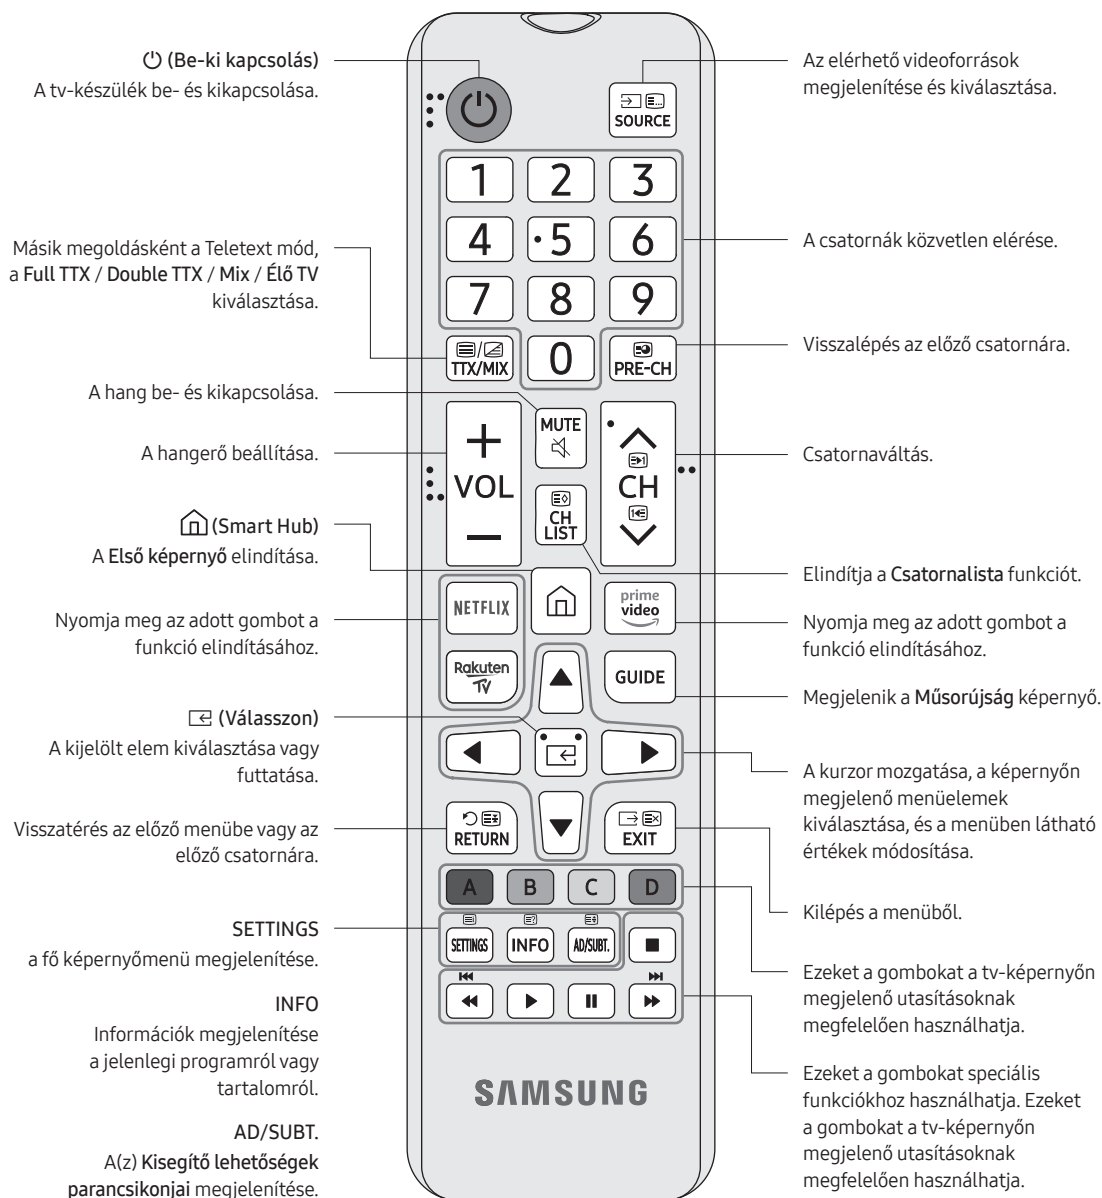 (Be-ki kapcsolás)
A tv-készülék be- és kikapcsolása.
Másik megoldásként a Teletext mód,
a Full TTX / Double TTX / Mix / Élő TV
kiválasztása.
A hang be- és kikapcsolása.
A hangerő beállítása.
(Smart Hub)
A Első képernyő elindítása.
Nyomja meg az adott gombot a
funkció elindításához.
(Válasszon)
A kijelölt elem kiválasztása vagy
futtatása.
Visszatérés az előző menübe vagy az
előző csatornára.
SETTINGS
a fő képernyőmenü megjelenítése.
INFO
Információk megjelenítése
a jelenlegi programról vagy
tartalomról.
AD/SUBT.
A(z) Kisegítő lehetőségek
parancsikonjai megjelenítése.
SOURCE
1 2 3
4 5 6
7 8 9
TTX/MIX 0 PRE-CH
MUTE
VOL
CH
CH
LIST
NETFLIX
prime
video
Rakuten
TV
GUIDE
RETURN
EXIT
A B C D
SETTINGS INFO AD/SUBT.
SAMSUNG
Az elérhető videoforrások
megjelenítése és kiválasztása.
A csatornák közvetlen elérése.
Visszalépés az előző csatornára.
Csatornaváltás.
Elindítja a Csatornalista funkciót.
Nyomja meg az adott gombot a
funkció elindításához.
Megjelenik a Műsorújság képernyő.
A kurzor mozgatása, a képernyőn
megjelenő menüelemek
kiválasztása, és a menüben látható
értékek módosítása.
Kilépés a menüből.
Ezeket a gombokat a tv-képernyőn
megjelenő utasításoknak
megfelelően használhatja.
Ezeket a gombokat speciális
funkciókhoz használhatja. Ezeket
a gombokat a tv-képernyőn
megjelenő utasításoknak
megfelelően használhatja.